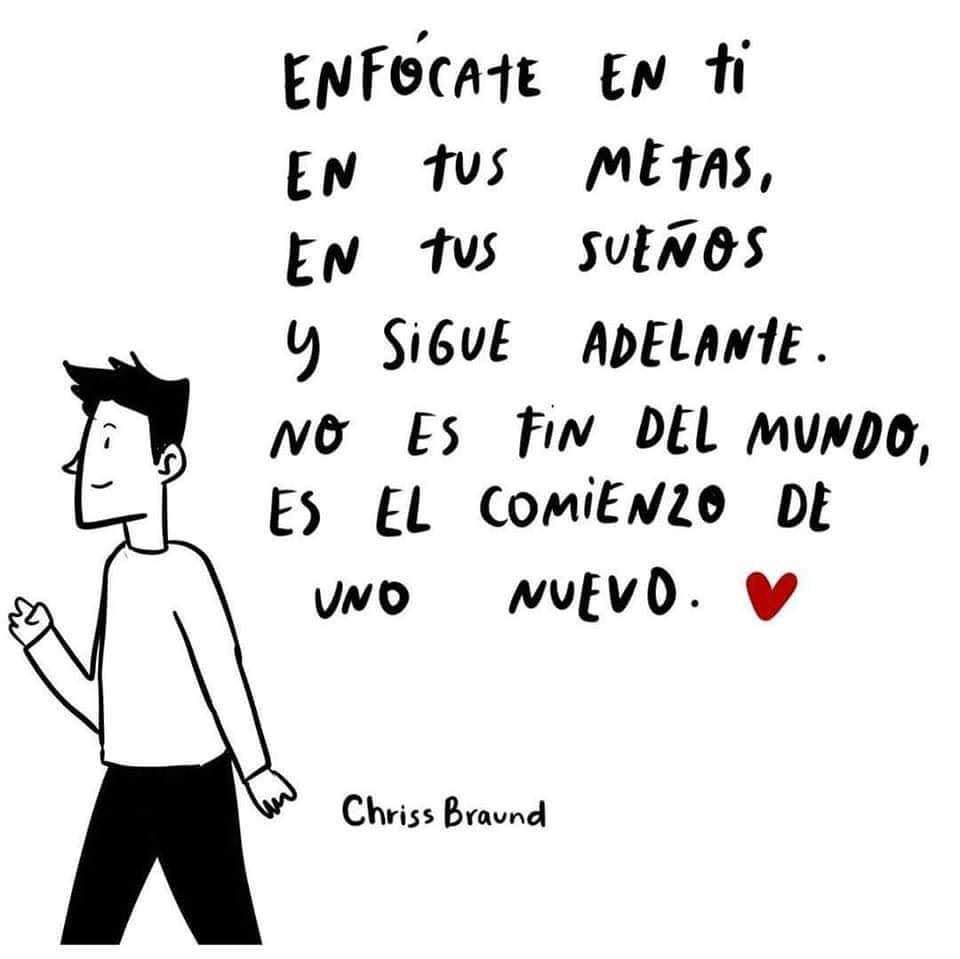 ENFÓCATE EN ti
EN tUS METAS,
EN tUS SUEÑOS
Y SiGUE ADELANTE.
NO ES FiN DEL MUNDO,
ES EL COMiENZO DE
UNO NUEVO.
Chriss Braund